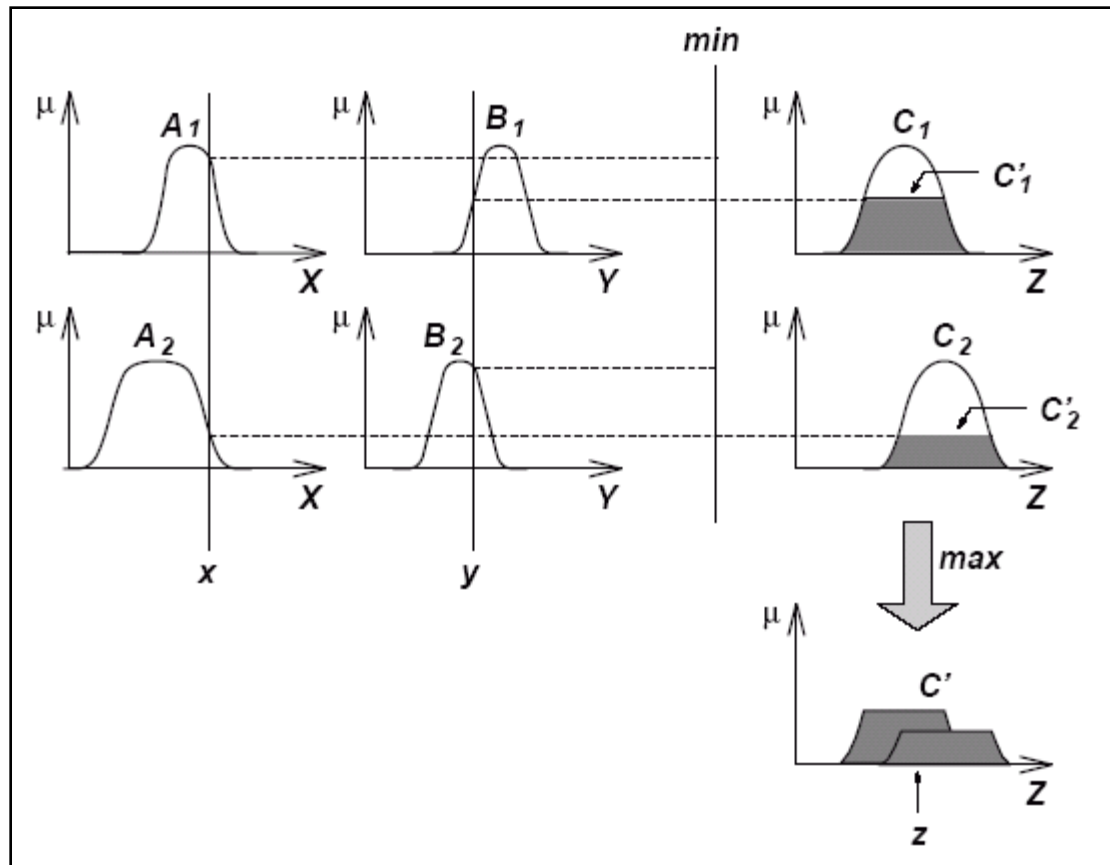 min
μ A₁ μ B₁ μ C₁
C'₁
X Y Z
μ A₂ μ B₂ μ C₂
C'₂
X Y Z
x y
max
μ
C'
Z
z